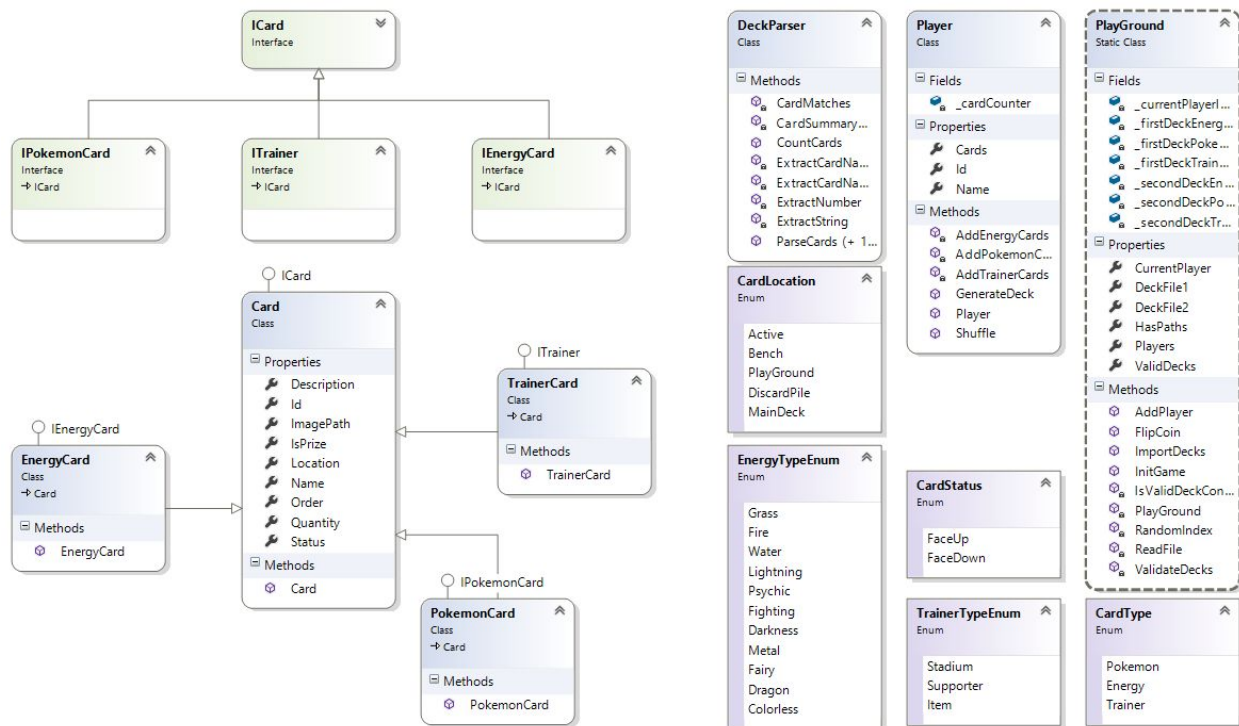 ICard
Interface
IPokemonCard
Interface
→ ICard
ITrainer
Interface
→ ICard
IEnergyCard
Interface
→ ICard
ICard
Card
Class
Properties
Description
Id
ImagePath
IsPrize
Location
Name
Order
Quantity
Status
Methods
Card
ITrainer
TrainerCard
Class
→ Card
Methods
TrainerCard
IEnergyCard
EnergyCard
Class
→ Card
Methods
EnergyCard
IPokemonCard
PokemonCard
Class
→ Card
Methods
PokemonCard
DeckParser
Class
Methods
CardMatches
CardSummary...
CountCards
ExtractCardNa...
ExtractCardNa...
ExtractNumber
ExtractString
ParseCards (+ 1...
CardLocation
Enum
Active
Bench
PlayGround
DiscardPile
MainDeck
EnergyTypeEnum
Enum
Grass
Fire
Water
Lightning
Psychic
Fighting
Darkness
Metal
Fairy
Dragon
Colorless
Player
Class
Fields
_cardCounter
Properties
Cards
Id
Name
Methods
AddEnergyCards
AddPokemonC...
AddTrainerCards
GenerateDeck
Player
Shuffle
CardStatus
Enum
FaceUp
FaceDown
TrainerTypeEnum
Enum
Stadium
Supporter
Item
PlayGround
Static Class
Fields
_currentPlayerI...
_firstDeckEnerg...
_firstDeckPoke...
_firstDeckTrain...
_secondDeckEn...
_secondDeckPo...
_secondDeckTr...
Properties
CurrentPlayer
DeckFile1
DeckFile2
HasPaths
Players
ValidDecks
Methods
AddPlayer
FlipCoin
ImportDecks
InitGame
IsValidDeckCon...
PlayGround
RandomIndex
ReadFile
ValidateDecks
CardType
Enum
Pokemon
Energy
Trainer